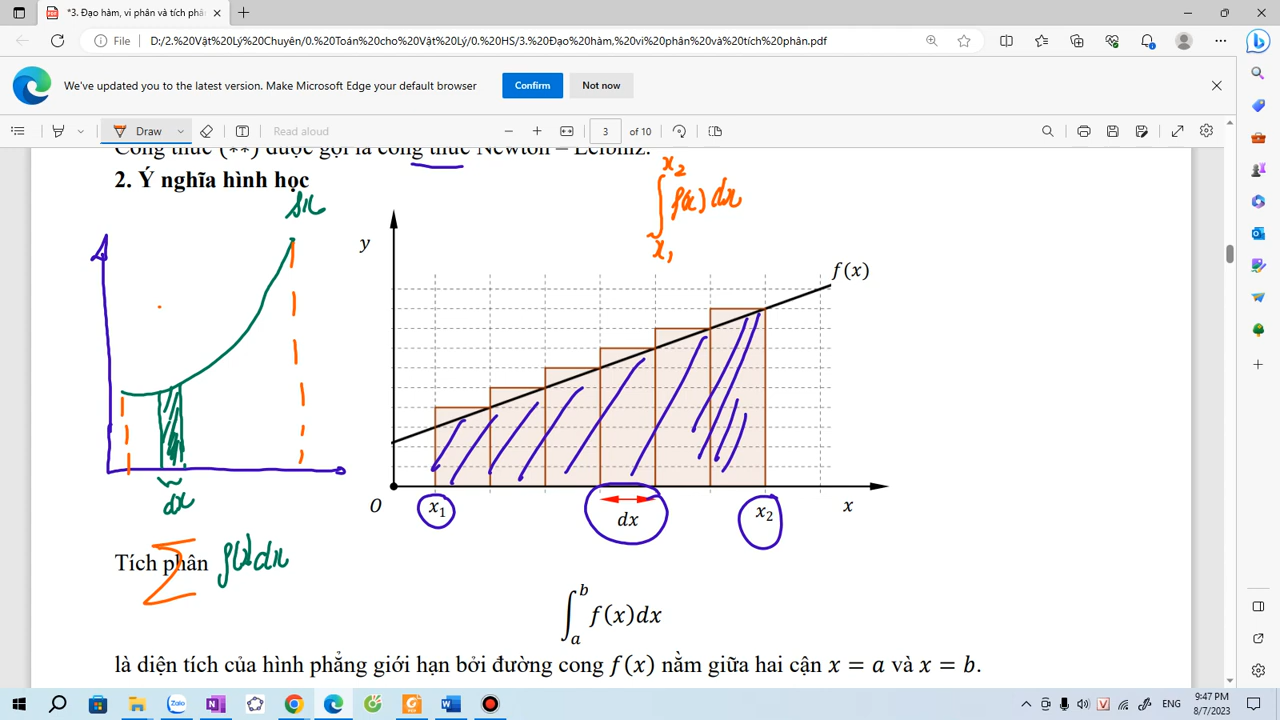 *3. Đạo hàm, vi phân và tích phâ
File
D:/2.%20Vật%20Lý%20Chuyên/0.%20Toán%20cho%20Vật%20Lý/0.%20HS/3.%20Đạo%20hàm,%20vi%20phân%20và%20tích%20phân.pdf
We've updated you to the latest version. Make Microsoft Edge your default browser
Confirm
Not now
Draw
Read aloud
3
of 10
Công thức (**) được gọi là công thức Newton – Leibniz.
2. Ý nghĩa hình học
∫_{x₁}^{x₂} f(x) dx
y
f(x)
O
x₁
dx
x₂
x
dx
Tích phân
∑ f(x) dx
∫_a^b f(x)dx
là diện tích của hình phẳng giới hạn bởi đường cong f(x) nằm giữa hai cận x = a và x = b.
Zalo
9:47 PM
8/7/2023